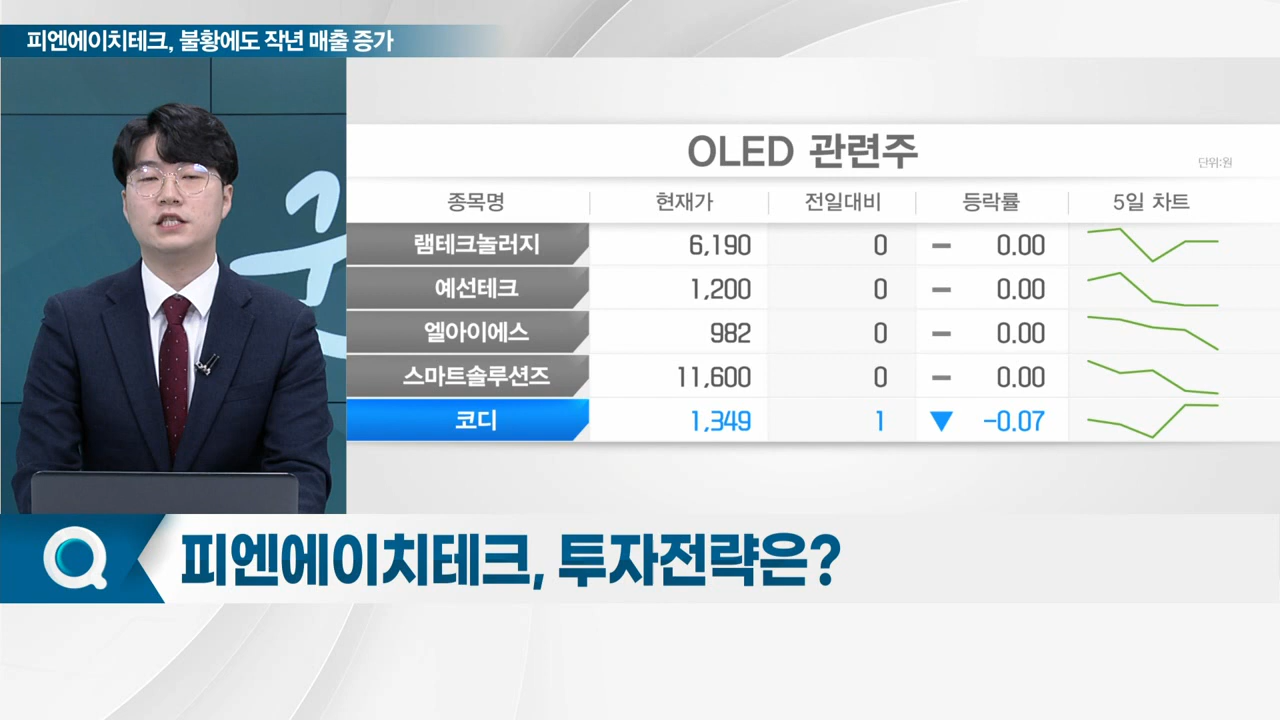 피엔에이치테크, 불황에도 작년 매출 증가
OLED 관련주
단위:원
종목명 현재가 전일대비 등락률 5일 차트
램테크놀러지 6,190 0 0.00
예선테크 1,200 0 0.00
엘아이에스 982 0 0.00
스마트솔루션즈 11,600 0 0.00
코디 1,349 1 ▼ -0.07
Q 피엔에이치테크, 투자전략은?